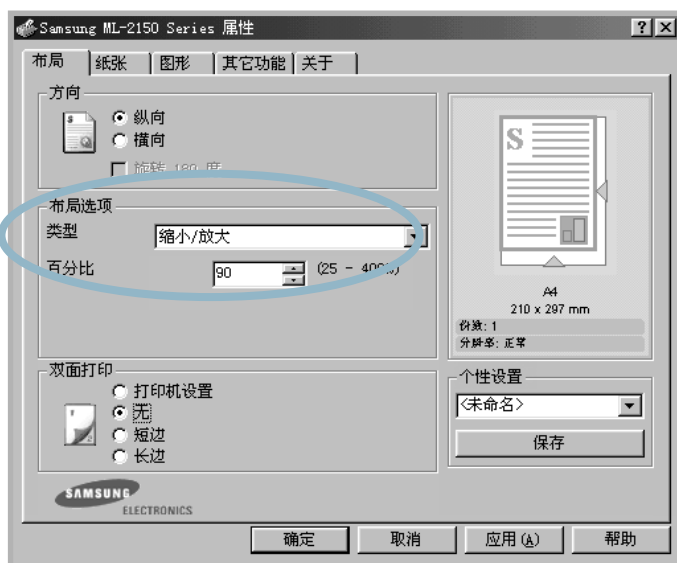 Samsung ML-2150 Series 属性
布局 纸张 图形 其它功能 关于
方向
纵向
横向
旋转 180 度
布局选项
类型 缩小/放大
百分比 90 (25 - 400%)
S
A4
210 x 297 mm
份数: 1
分辨率: 正常
双面打印
打印机设置
无
短边
长边
个性设置
<未命名>
保存
SAMSUNG
ELECTRONICS
确定 取消 应用(A) 帮助